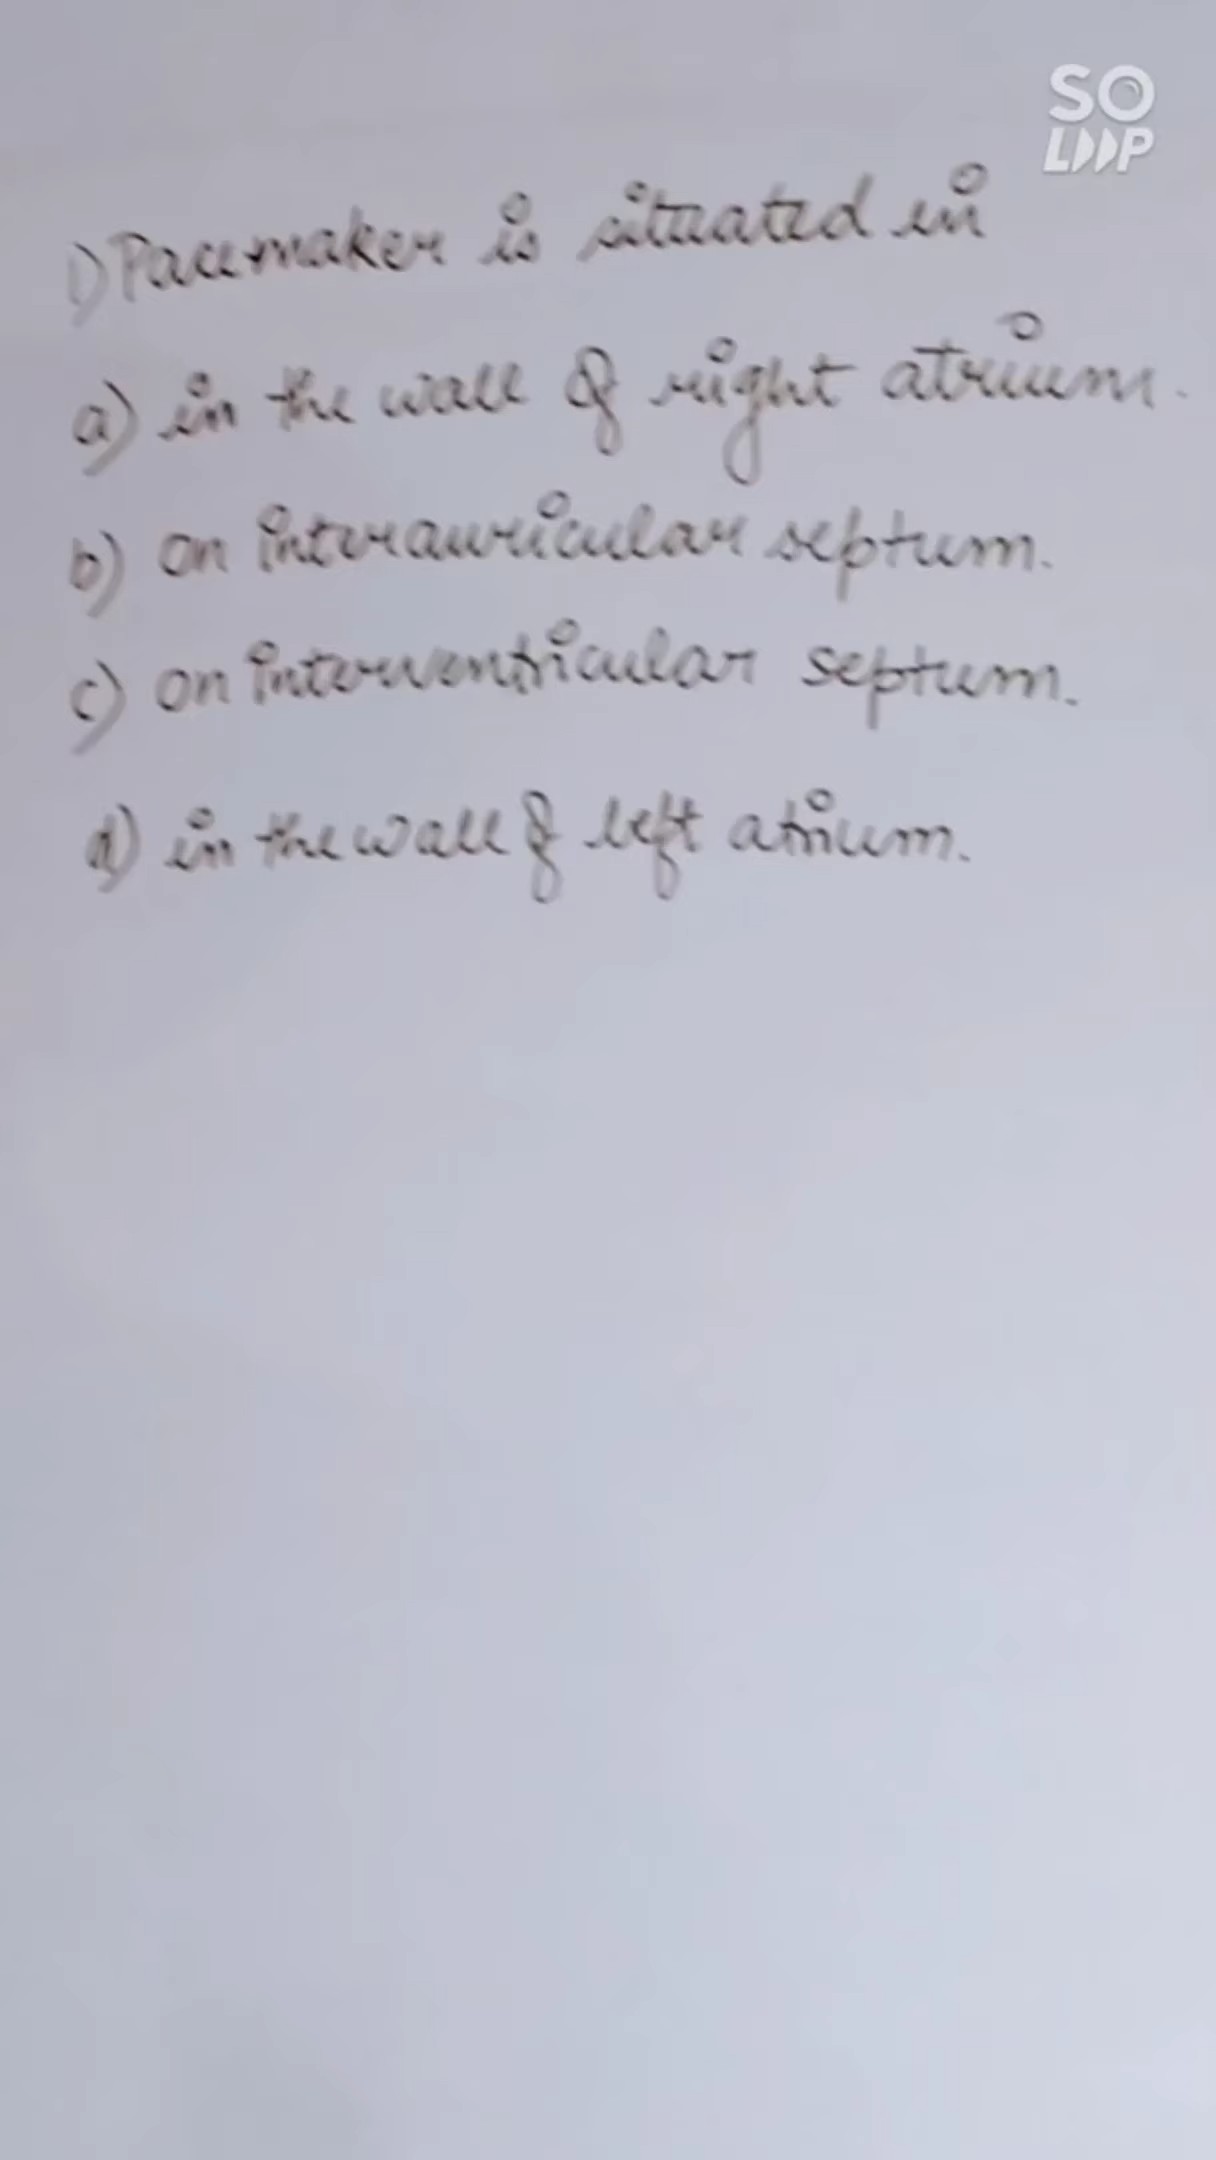 SO
LOOP
1) Pacemaker is situated in
a) in the wall of right atrium.
b) on interauricular septum.
c) on interventricular septum.
d) in the wall of left atrium.